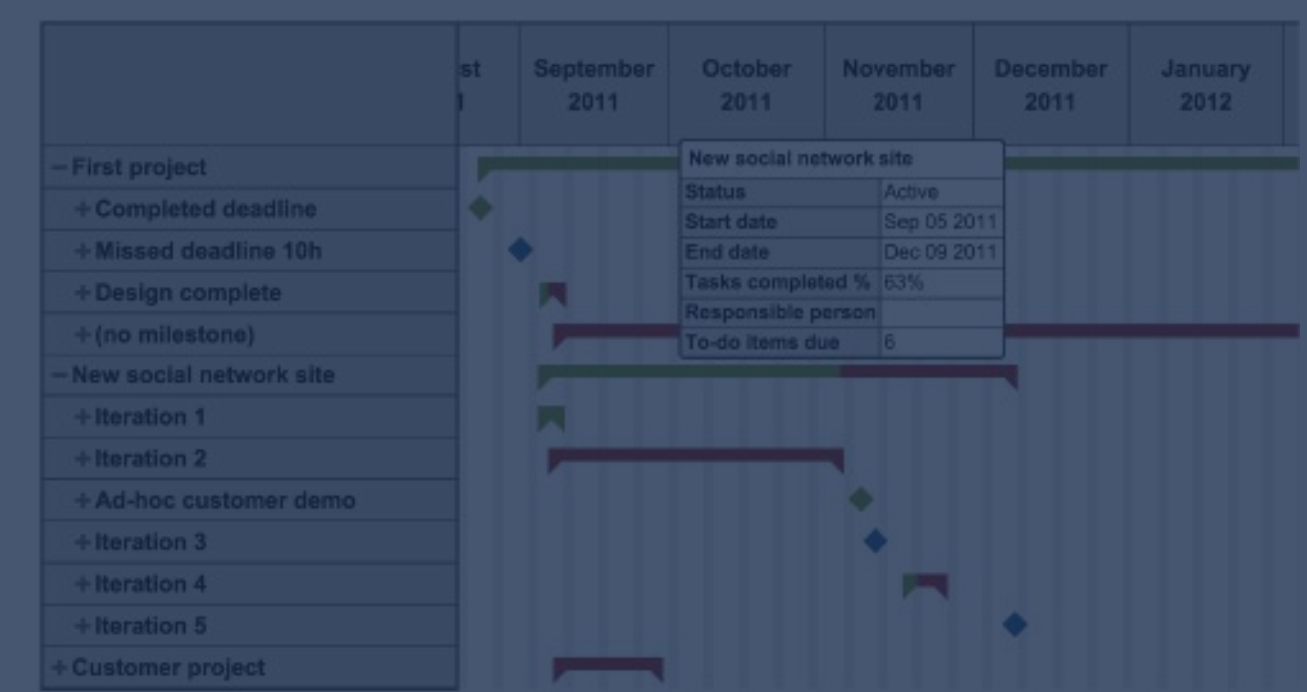 st September October November December January
1 2011 2011 2011 2011 2012
− First project
+ Completed deadline
+ Missed deadline 10h
+ Design complete
+ (no milestone)
− New social network site
+ Iteration 1
+ Iteration 2
+ Ad-hoc customer demo
+ Iteration 3
+ Iteration 4
+ Iteration 5
+ Customer project
New social network site
Status Active
Start date Sep 05 2011
End date Dec 09 2011
Tasks completed % 63%
Responsible person
To-do items due 6